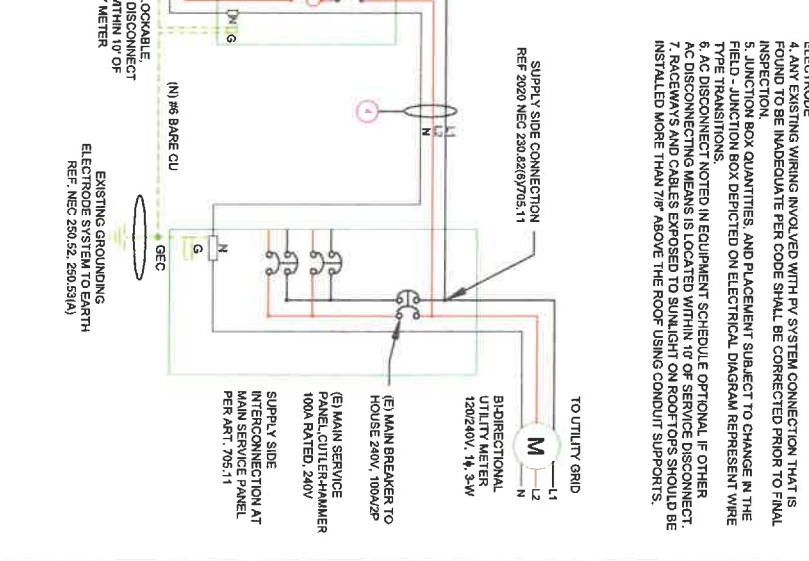 ELECTRODE
4. ANY EXISTING WIRING INVOLVED WITH PV SYSTEM CONNECTION THAT IS
FOUND TO BE INADEQUATE PER CODE SHALL BE CORRECTED PRIOR TO FINAL
INSPECTION.
5. JUNCTION BOX QUANTITIES, AND PLACEMENT SUBJECT TO CHANGE IN THE
FIELD - JUNCTION BOX DEPICTED ON ELECTRICAL DIAGRAM REPRESENT WIRE
TYPE TRANSITIONS.
6. AC DISCONNECT NOTED IN EQUIPMENT SCHEDULE OPTIONAL IF OTHER
AC DISCONNECTING MEANS IS LOCATED WITHIN 10' OF SERVICE DISCONNECT.
7. RACEWAYS AND CABLES EXPOSED TO SUNLIGHT ON ROOFTOPS SHOULD BE
INSTALLED MORE THAN 7/8" ABOVE THE ROOF USING CONDUIT SUPPORTS.
TO UTILITY GRID
L1
L2
N
M
BI-DIRECTIONAL
UTILITY METER
120/240V, 1ϕ, 3-W
SUPPLY SIDE CONNECTION
REF 2020 NEC 230.82(6)/705.11
L1
L2
N
4
(E) MAIN BREAKER TO
HOUSE 240V, 100A/2P
(E) MAIN SERVICE
PANEL,CUTLER-HAMMER
100A RATED, 240V
SUPPLY SIDE
INTERCONNECTION AT
MAIN SERVICE PANEL
PER ART. 705.11
N
G
N
G
GEC
(N) #6 BARE CU
LOCKABLE,
DISCONNECT
WITHIN 10' OF
METER
EXISTING GROUNDING
ELECTRODE SYSTEM TO EARTH
REF. NEC 250.52, 250.53(A)